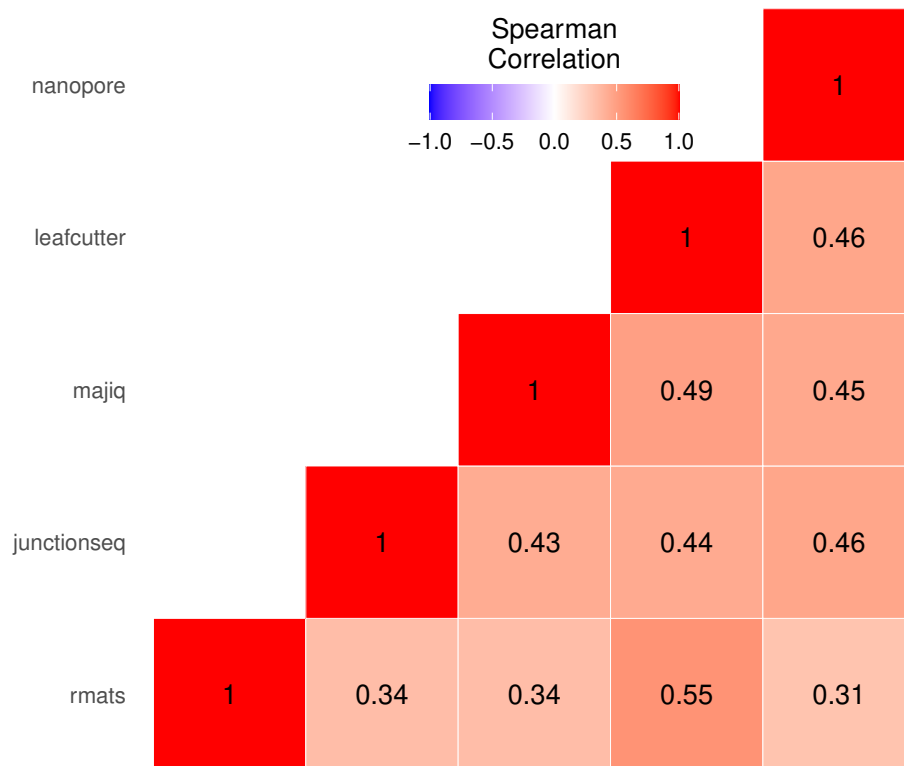 Spearman
Correlation
−1.0 −0.5 0.0 0.5 1.0
nanopore 1
leafcutter 1 0.46
majiq 1 0.49 0.45
junctionseq 1 0.43 0.44 0.46
rmats 1 0.34 0.34 0.55 0.31